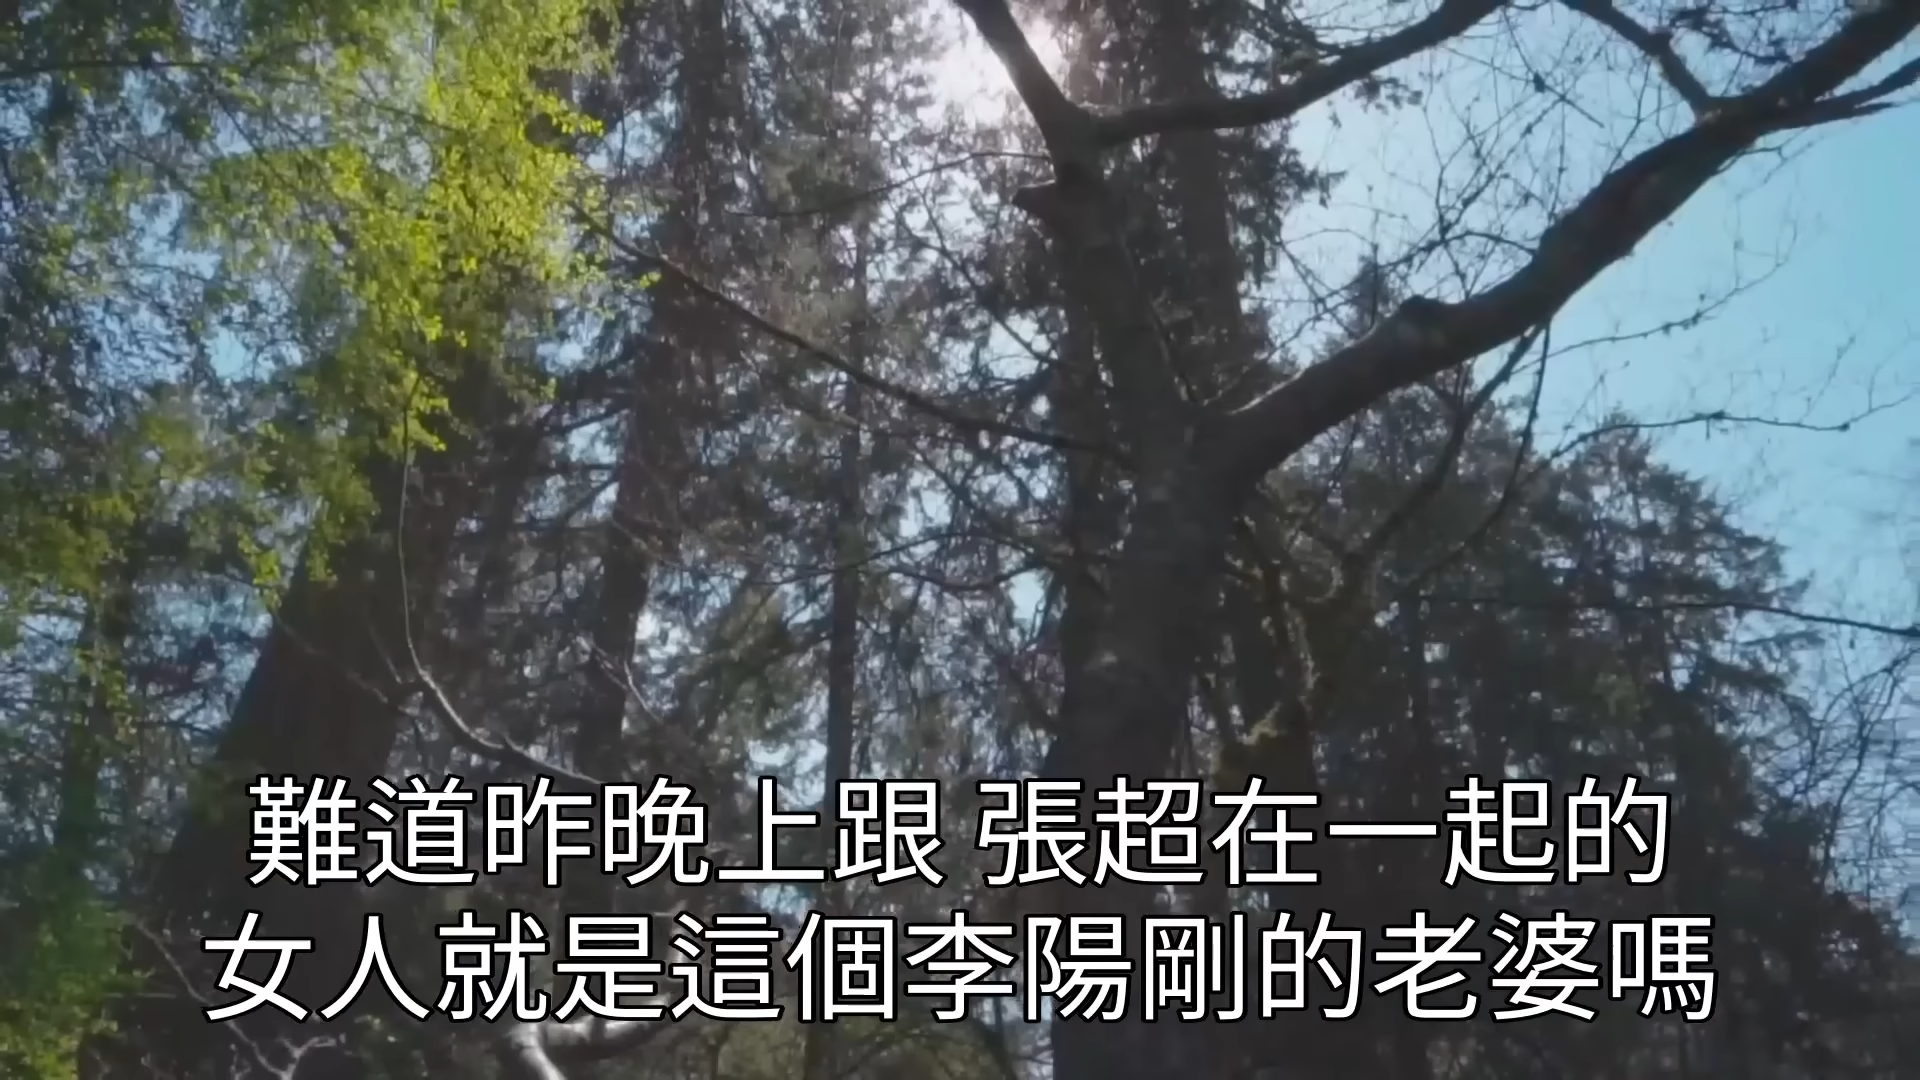 難道昨晚上跟 張超在一起的
女人就是這個李陽剛的老婆嗎